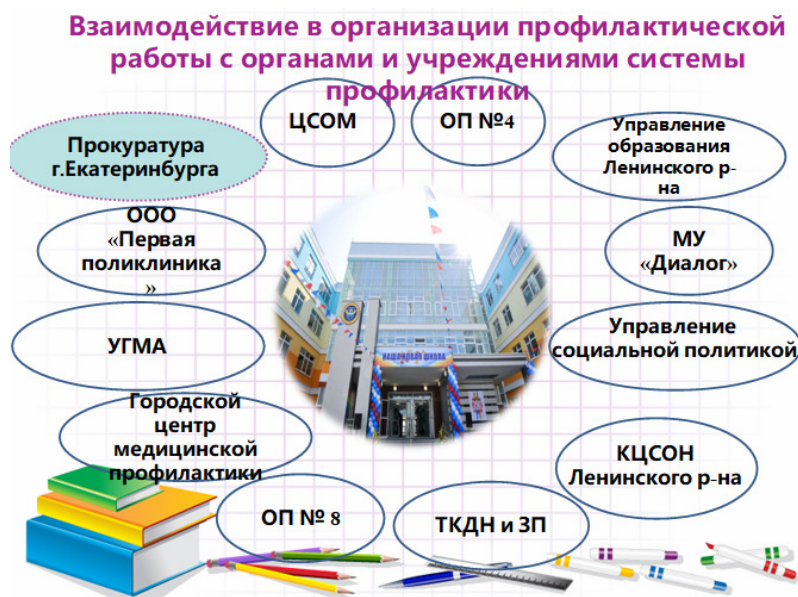 Взаимодействие в организации профилактической
работы с органами и учреждениями системы
профилактики
ЦСОМ
ОП №4
Прокуратура
г.Екатеринбурга
Управление
образования
Ленинского р-
на
ООО
«Первая
поликлиника
»
МУ
«Диалог»
УГМА
Управление
социальной политикой
Городской
центр
медицинской
профилактики
КЦСОН
Ленинского р-на
ОП № 8
ТКДН и ЗП